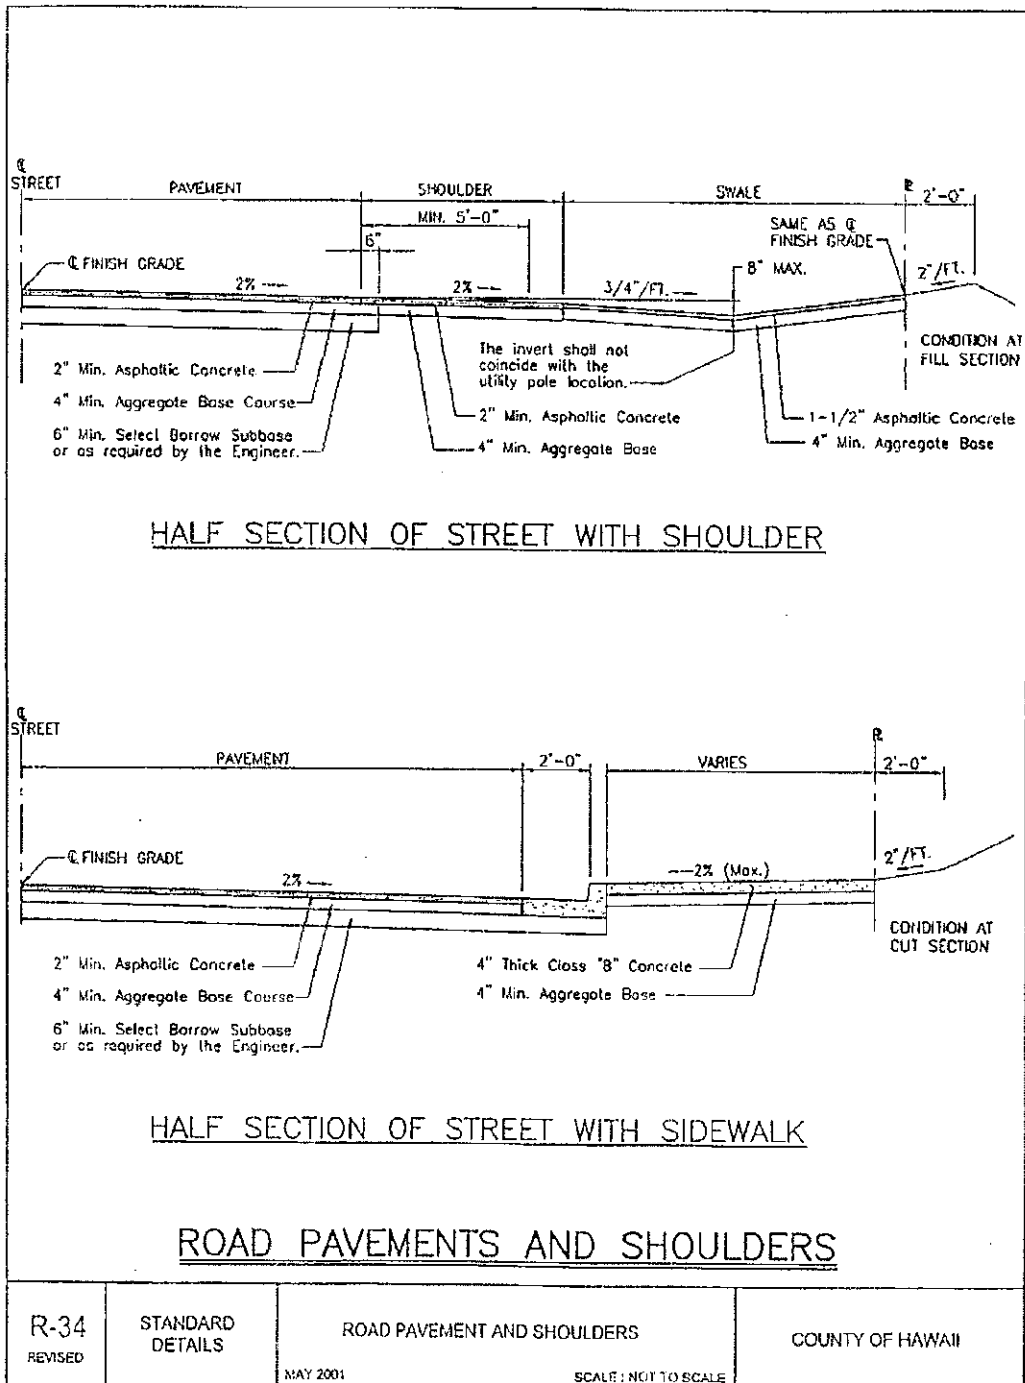 ℄
STREET
PAVEMENT
SHOULDER
SWALE
℄
2'-0"
MIN. 5'-0"
6"
SAME AS ℄
FINISH GRADE
℄ FINISH GRADE
2%
2%
3/4"/FT.
8" MAX.
2"/FT.
CONDITION AT
FILL SECTION
The invert shall not
coincide with the
utility pole location.
2" Min. Asphaltic Concrete
4" Min. Aggregate Base Course
6" Min. Select Borrow Subbase
or as required by the Engineer.
2" Min. Asphaltic Concrete
4" Min. Aggregate Base
1-1/2" Asphaltic Concrete
4" Min. Aggregate Base
HALF SECTION OF STREET WITH SHOULDER
℄
STREET
PAVEMENT
2'-0"
VARIES
2'-0"
℄ FINISH GRADE
2%
2% (Max.)
2"/FT.
CONDITION AT
CUT SECTION
2" Min. Asphaltic Concrete
4" Min. Aggregate Base Course
6" Min. Select Borrow Subbase
or as required by the Engineer.
4" Thick Class "B" Concrete
4" Min. Aggregate Base
HALF SECTION OF STREET WITH SIDEWALK
ROAD PAVEMENTS AND SHOULDERS
R-34
REVISED
STANDARD
DETAILS
ROAD PAVEMENT AND SHOULDERS
MAY 2001
SCALE : NOT TO SCALE
COUNTY OF HAWAII